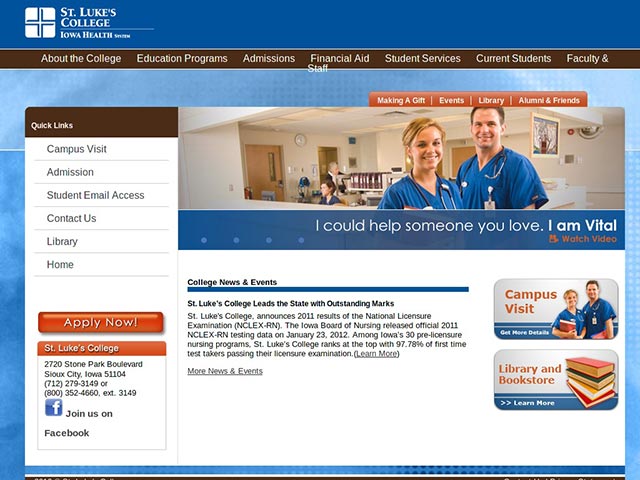 ST. LUKE'S
COLLEGE
IOWA HEALTH SYSTEM
About the College Education Programs Admissions Financial Aid Student Services Current Students Faculty &
Staff
Making A Gift Events Library Alumni & Friends
Quick Links
Campus Visit
Admission
Student Email Access
Contact Us
Library
Home
I could help someone you love. I am Vital
Watch Video
Apply Now!
St. Luke's College
2720 Stone Park Boulevard
Sioux City, Iowa 51104
(712) 279-3149 or
(800) 352-4660, ext. 3149
Join us on
Facebook
College News & Events
St. Luke's College Leads the State with Outstanding Marks
St. Luke's College, announces 2011 results of the National Licensure
Examination (NCLEX-RN). The Iowa Board of Nursing released official 2011
NCLEX-RN testing data on January 23, 2012. Among Iowa's 30 pre-licensure
nursing programs, St. Luke's College ranks at the top with 97.78% of first time
test takers passing their licensure examination.(Learn More)
More News & Events
Campus
Visit
Get More Details
Library and
Bookstore
>> Learn More